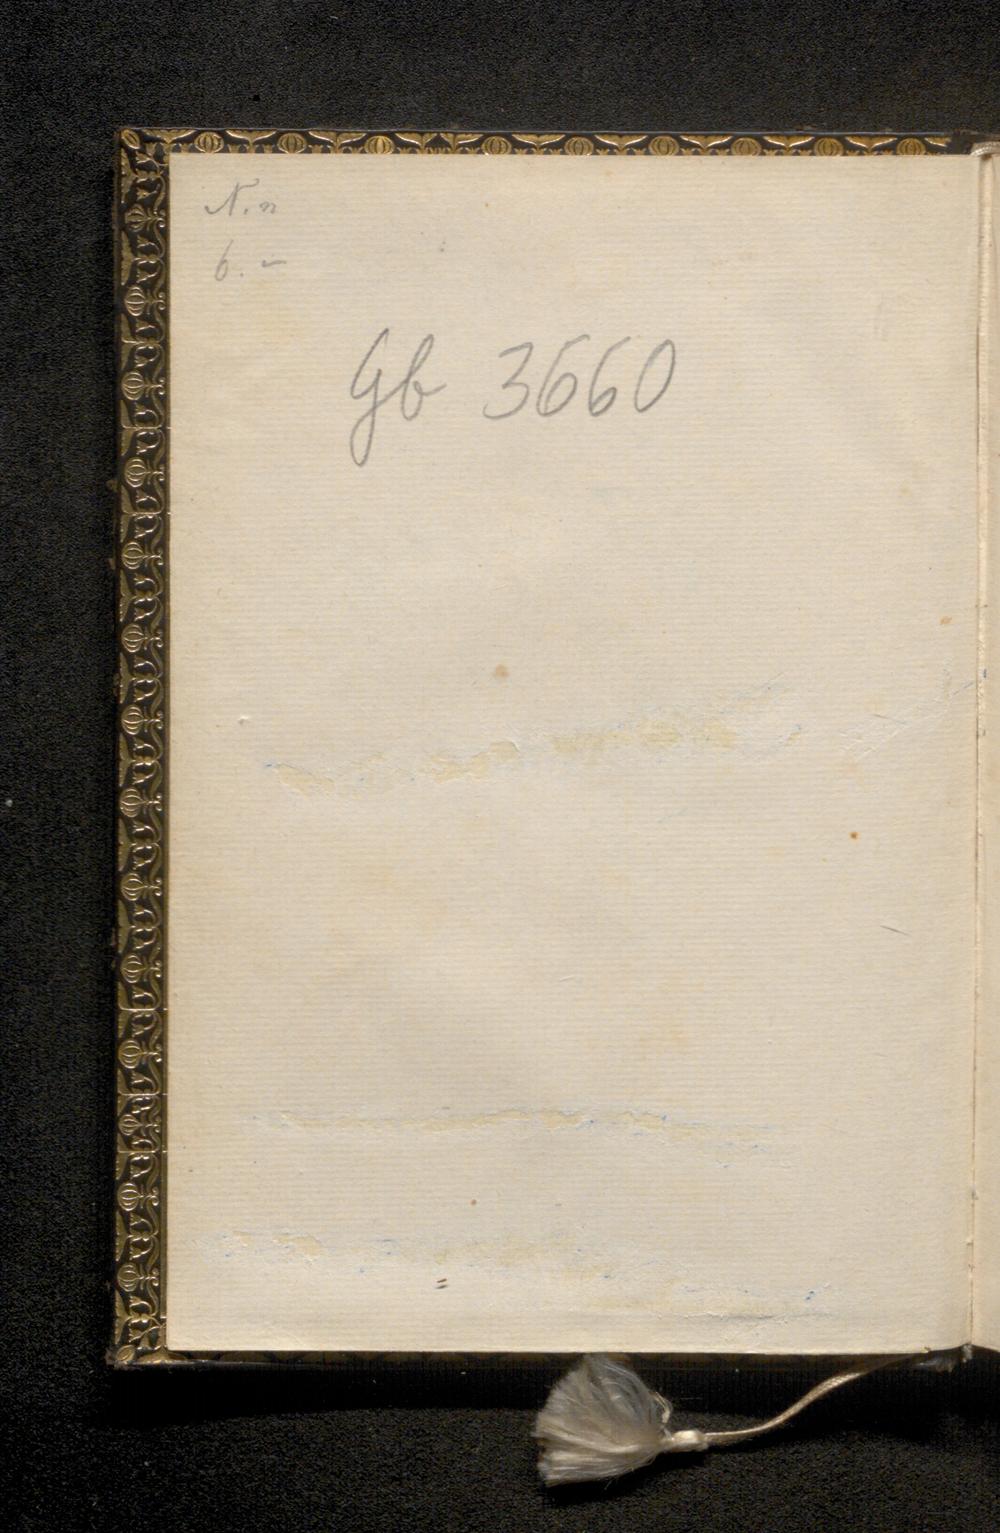 N. n
6. –
Gb 3660